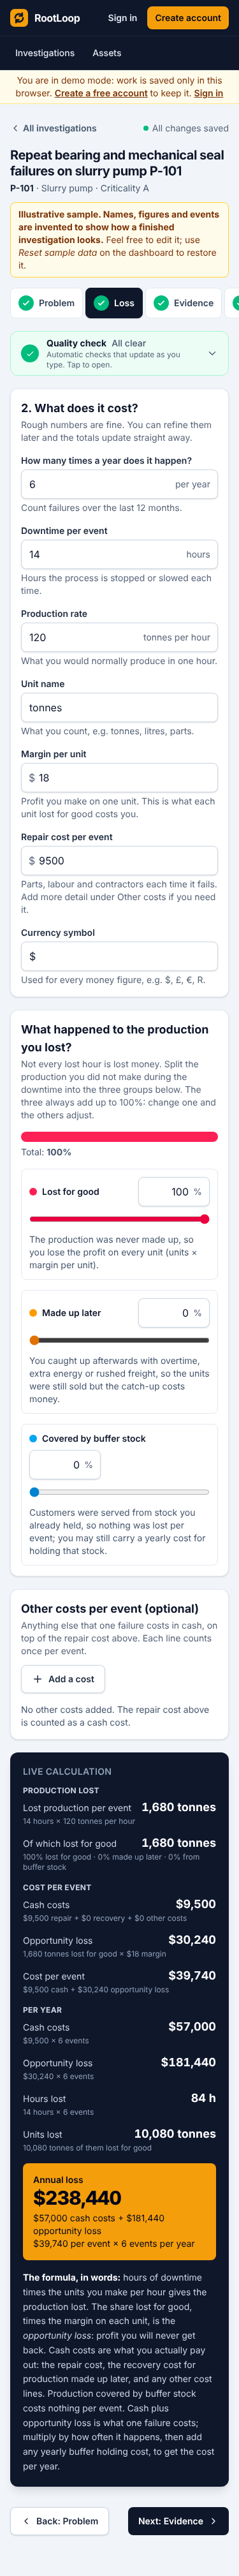 RootLoop
Sign in
Create account
Investigations
Assets
You are in demo mode: work is saved only in this
browser. Create a free account to keep it. Sign in
All investigations
All changes saved
Repeat bearing and mechanical seal
failures on slurry pump P-101
P-101 · Slurry pump · Criticality A
Illustrative sample. Names, figures and events
are invented to show how a finished
investigation looks. Feel free to edit it; use
Reset sample data on the dashboard to restore
it.
Problem
Loss
Evidence
Quality check All clear
Automatic checks that update as you
type. Tap to open.
2. What does it cost?
Rough numbers are fine. You can refine them
later and the totals update straight away.
How many times a year does it happen?
6 per year
Count failures over the last 12 months.
Downtime per event
14 hours
Hours the process is stopped or slowed each
time.
Production rate
120 tonnes per hour
What you would normally produce in one hour.
Unit name
tonnes
What you count, e.g. tonnes, litres, parts.
Margin per unit
$ 18
Profit you make on one unit. This is what each
unit lost for good costs you.
Repair cost per event
$ 9500
Parts, labour and contractors each time it fails.
Add more detail under Other costs if you need
it.
Currency symbol
$
Used for every money figure, e.g. $, £, €, R.
What happened to the production
you lost?
Not every lost hour is lost money. Split the
production you did not make during the
downtime into the three groups below. The
three always add up to 100%: change one and
the others adjust.
Total: 100%
Lost for good
100 %
The production was never made up, so
you lose the profit on every unit (units ×
margin per unit).
Made up later
0 %
You caught up afterwards with overtime,
extra energy or rushed freight, so the units
were still sold but the catch-up costs
money.
Covered by buffer stock
0 %
Customers were served from stock you
already held, so nothing was lost per
event; you may still carry a yearly cost for
holding that stock.
Other costs per event (optional)
Anything else that one failure costs in cash, on
top of the repair cost above. Each line counts
once per event.
Add a cost
No other costs added. The repair cost above
is counted as a cash cost.
LIVE CALCULATION
PRODUCTION LOST
Lost production per event 1,680 tonnes
14 hours × 120 tonnes per hour
Of which lost for good 1,680 tonnes
100% lost for good · 0% made up later · 0% from
buffer stock
COST PER EVENT
Cash costs $9,500
$9,500 repair + $0 recovery + $0 other costs
Opportunity loss $30,240
1,680 tonnes lost for good × $18 margin
Cost per event $39,740
$9,500 cash + $30,240 opportunity loss
PER YEAR
Cash costs $57,000
$9,500 × 6 events
Opportunity loss $181,440
$30,240 × 6 events
Hours lost 84 h
14 hours × 6 events
Units lost 10,080 tonnes
10,080 tonnes of them lost for good
Annual loss
$238,440
$57,000 cash costs + $181,440
opportunity loss
$39,740 per event × 6 events per year
The formula, in words: hours of downtime
times the units you make per hour gives the
production lost. The share lost for good,
times the margin on each unit, is the
opportunity loss: profit you will never get
back. Cash costs are what you actually pay
out: the repair cost, the recovery cost for
production made up later, and any other cost
lines. Production covered by buffer stock
costs nothing per event. Cash plus
opportunity loss is what one failure costs;
multiply by how often it happens, then add
any yearly buffer holding cost, to get the cost
per year.
Back: Problem
Next: Evidence